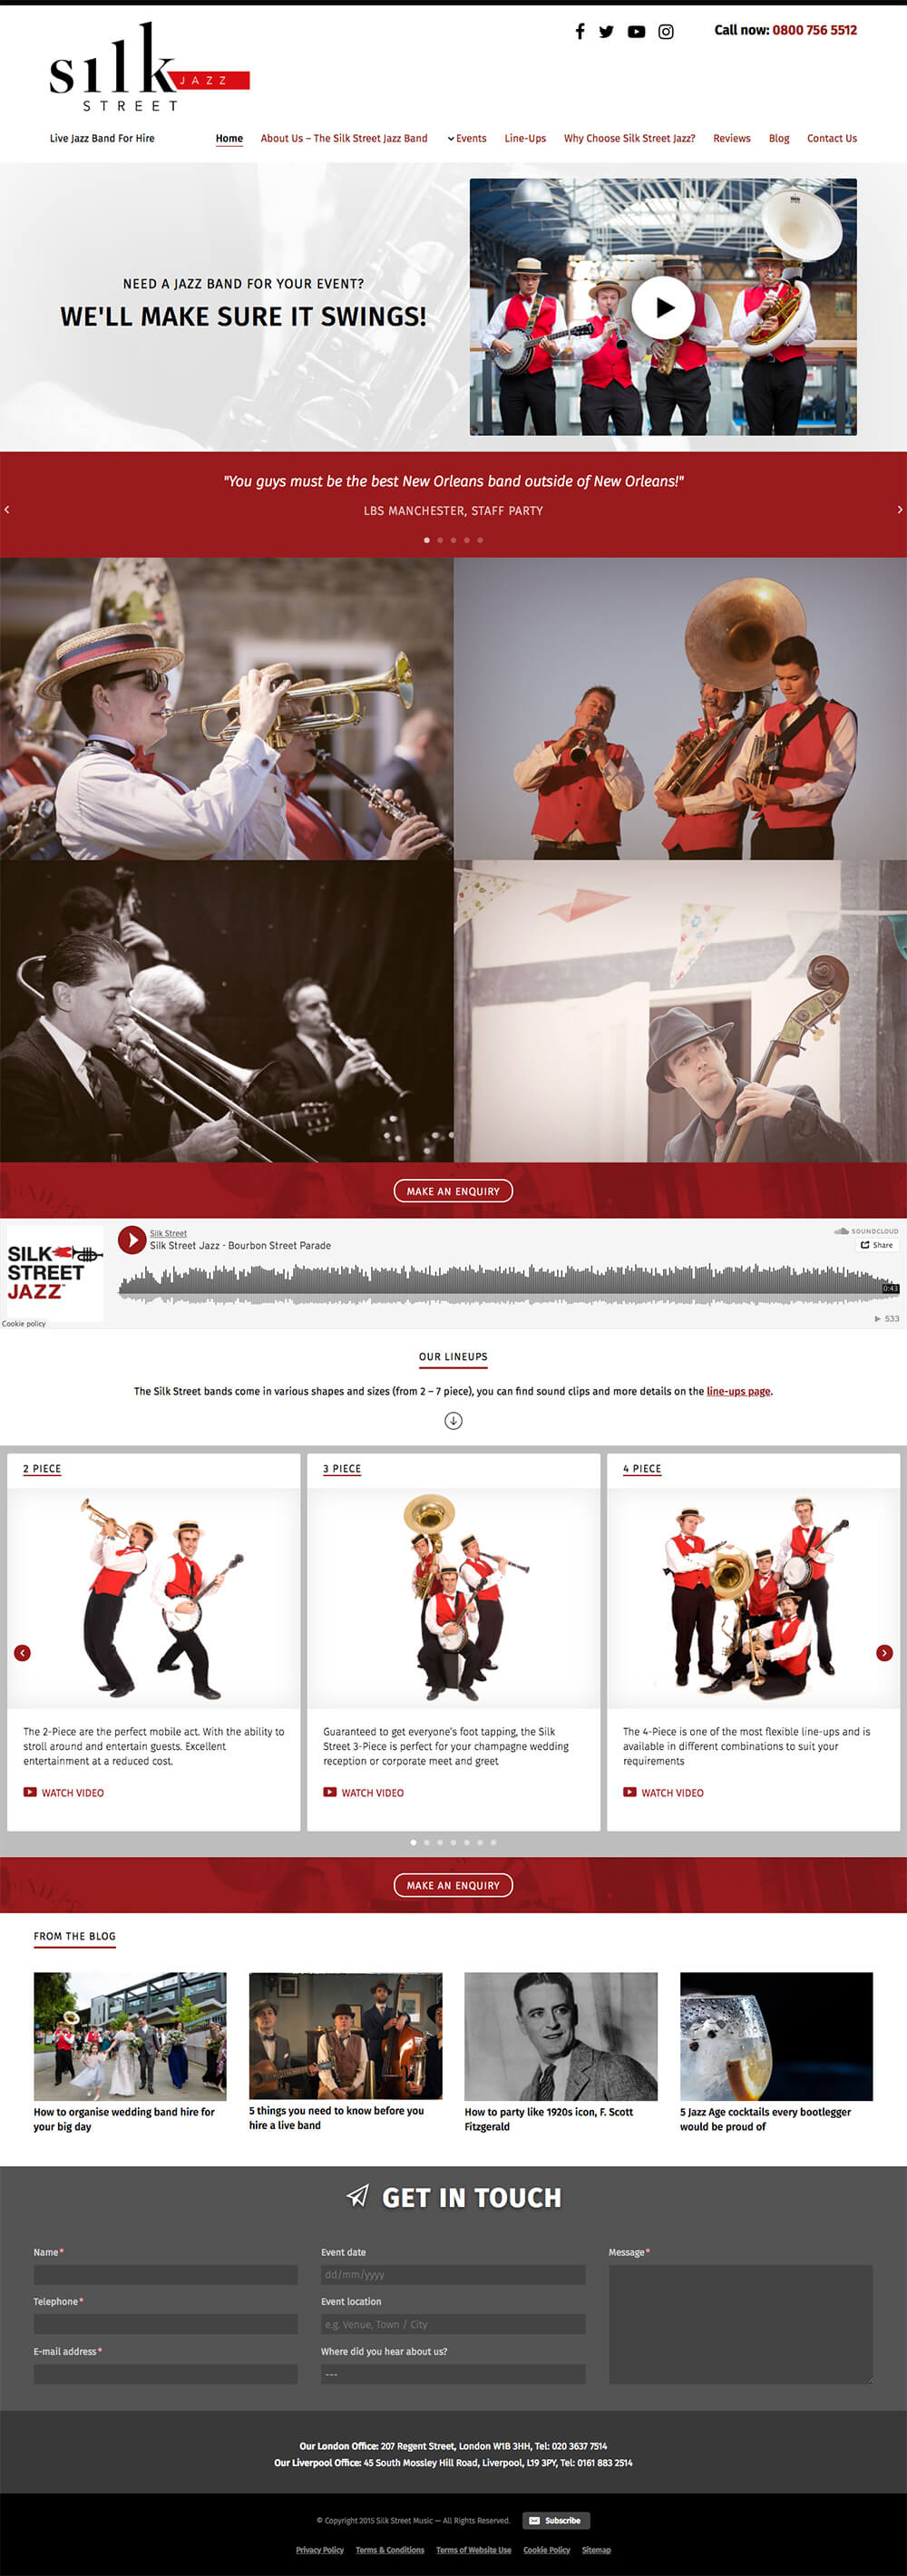 silk
JAZZ
STREET
Call now: 0800 756 5512
Live Jazz Band For Hire
Home
About Us – The Silk Street Jazz Band
Events
Line-Ups
Why Choose Silk Street Jazz?
Reviews
Blog
Contact Us
NEED A JAZZ BAND FOR YOUR EVENT?
WE'LL MAKE SURE IT SWINGS!
"You guys must be the best New Orleans band outside of New Orleans!"
LBS MANCHESTER, STAFF PARTY
MAKE AN ENQUIRY
SILK
STREET
JAZZ
Cookie policy
Silk Street
Silk Street Jazz - Bourbon Street Parade
SOUNDCLOUD
Share
0:43
533
OUR LINEUPS
The Silk Street bands come in various shapes and sizes (from 2 – 7 piece), you can find sound clips and more details on the line-ups page.
2 PIECE
The 2-Piece are the perfect mobile act. With the ability to
stroll around and entertain guests. Excellent
entertainment at a reduced cost.
WATCH VIDEO
3 PIECE
Guaranteed to get everyone's foot tapping, the Silk
Street 3-Piece is perfect for your champagne wedding
reception or corporate meet and greet
WATCH VIDEO
4 PIECE
The 4-Piece is one of the most flexible line-ups and is
available in different combinations to suit your
requirements
WATCH VIDEO
MAKE AN ENQUIRY
FROM THE BLOG
How to organise wedding band hire for
your big day
5 things you need to know before you
hire a live band
How to party like 1920s icon, F. Scott
Fitzgerald
5 Jazz Age cocktails every bootlegger
would be proud of
GET IN TOUCH
Name*
Telephone*
E-mail address*
Event date
dd/mm/yyyy
Event location
e.g. Venue, Town / City
Where did you hear about us?
---
Message*
Our London Office: 207 Regent Street, London W1B 3HH, Tel: 020 3637 7514
Our Liverpool Office: 45 South Mossley Hill Road, Liverpool, L19 3PY, Tel: 0161 883 2514
© Copyright 2015 Silk Street Music — All Rights Reserved.
Subscribe
Privacy Policy
Terms & Conditions
Terms of Website Use
Cookie Policy
Sitemap